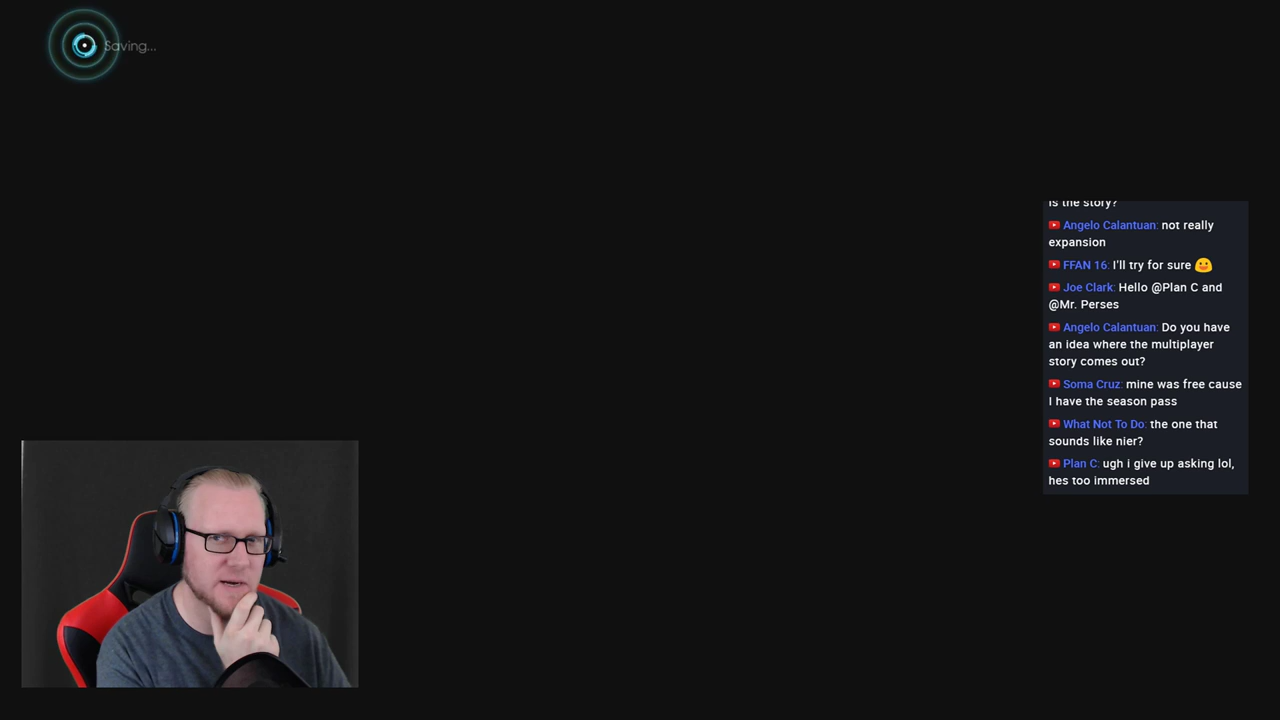 Saving...
is the story?
Angelo Calantuan: not really
expansion
FFAN 16: I'll try for sure
Joe Clark: Hello @Plan C and
@Mr. Perses
Angelo Calantuan: Do you have
an idea where the multiplayer
story comes out?
Soma Cruz: mine was free cause
I have the season pass
What Not To Do: the one that
sounds like nier?
Plan C: ugh i give up asking lol,
hes too immersed